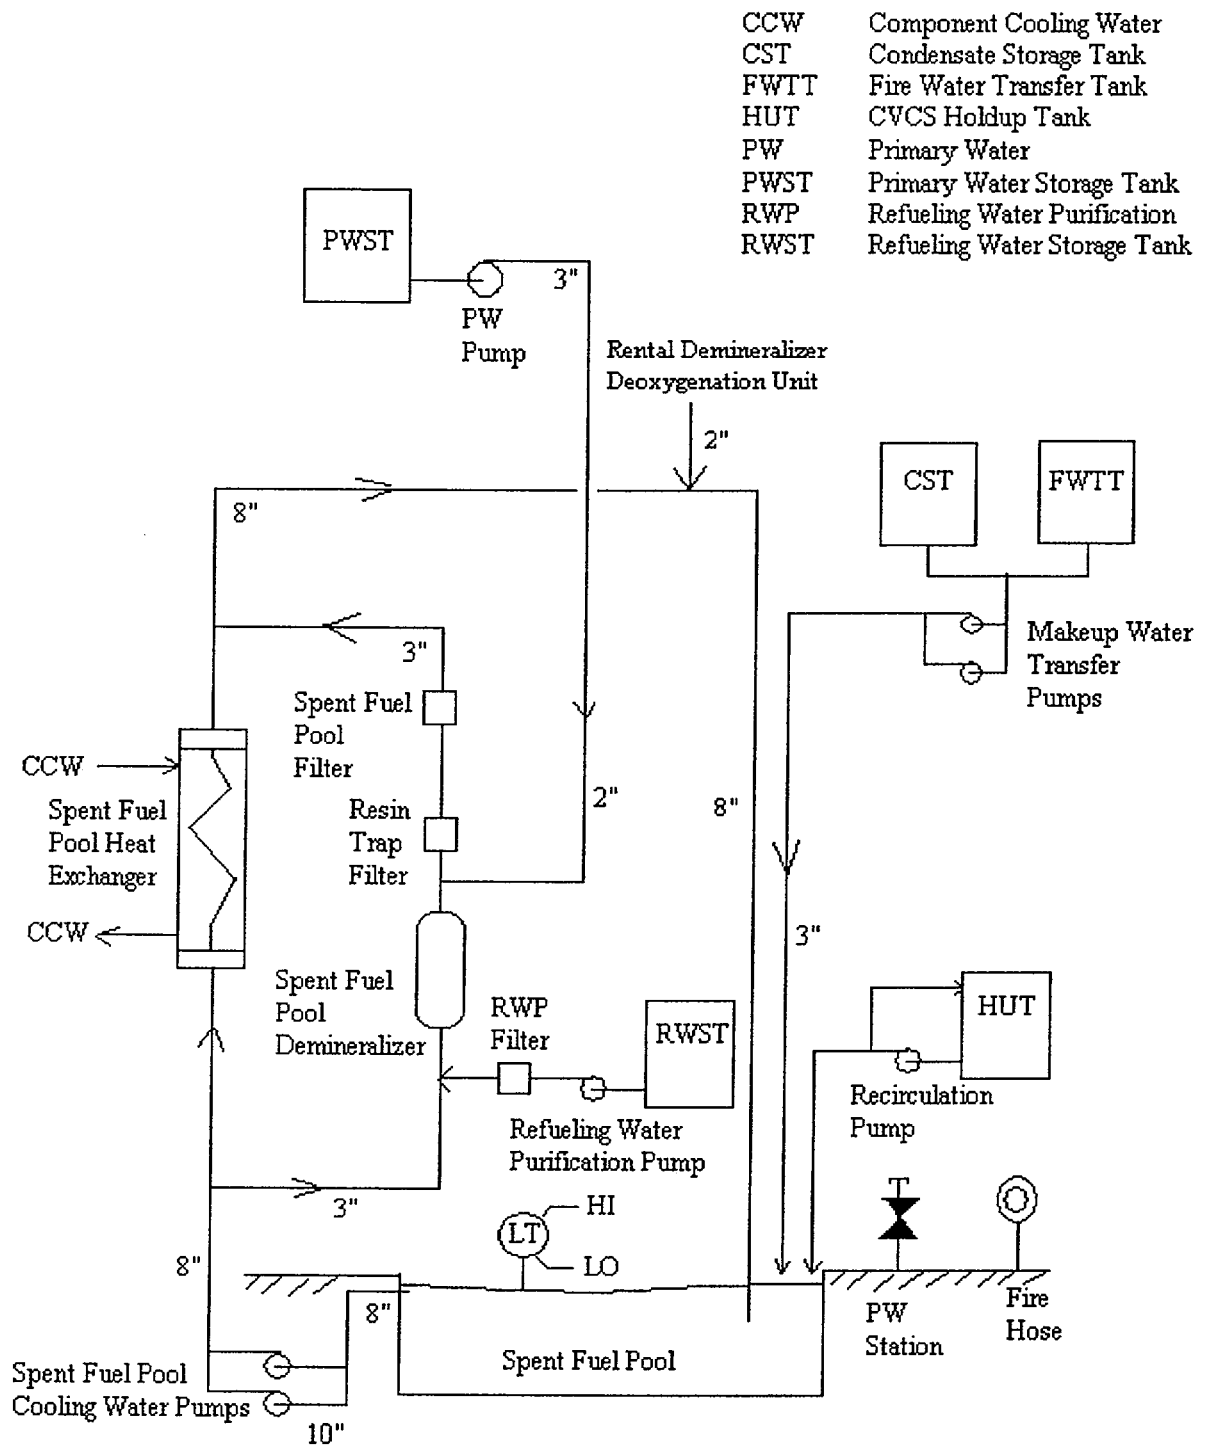 CCW Component Cooling Water
CST Condensate Storage Tank
FWTT Fire Water Transfer Tank
HUT CVCS Holdup Tank
PW Primary Water
PWST Primary Water Storage Tank
RWP Refueling Water Purification
RWST Refueling Water Storage Tank
PWST
3"
PW
Pump
Rental Demineralizer
Deoxygenation Unit
2"
CST
FWTT
8"
Makeup Water
Transfer
Pumps
3"
Spent Fuel
Pool
Filter
CCW
Spent Fuel
Pool Heat
Exchanger
CCW
Resin
Trap
Filter
2"
8"
3"
Spent Fuel
Pool
Demineralizer
RWP
Filter
RWST
HUT
Refueling Water
Purification Pump
Recirculation
Pump
3"
HI
LT
LO
8"
8"
PW
Station
Fire
Hose
Spent Fuel Pool
Spent Fuel Pool
Cooling Water Pumps
10"